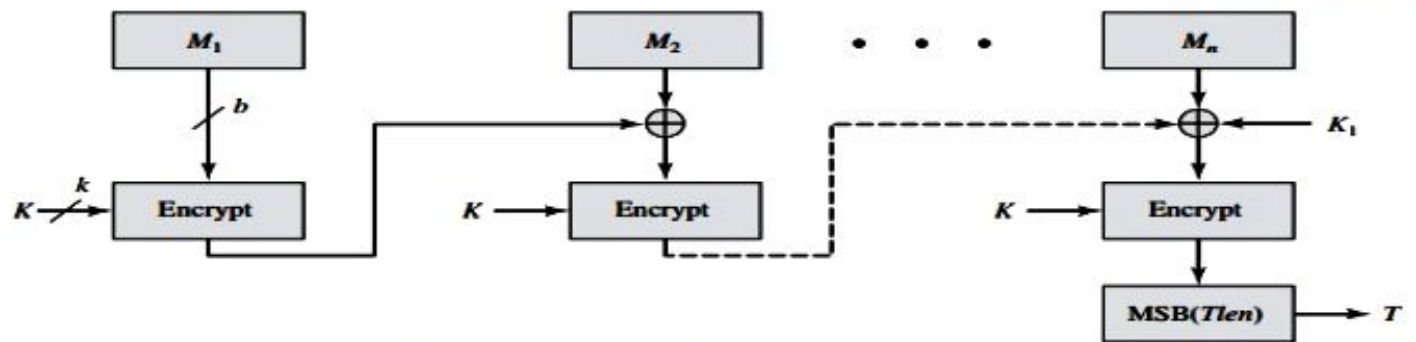 M₁ M₂ • • • Mₙ
b
K₁
k
K Encrypt K Encrypt K Encrypt
MSB(Tlen) T